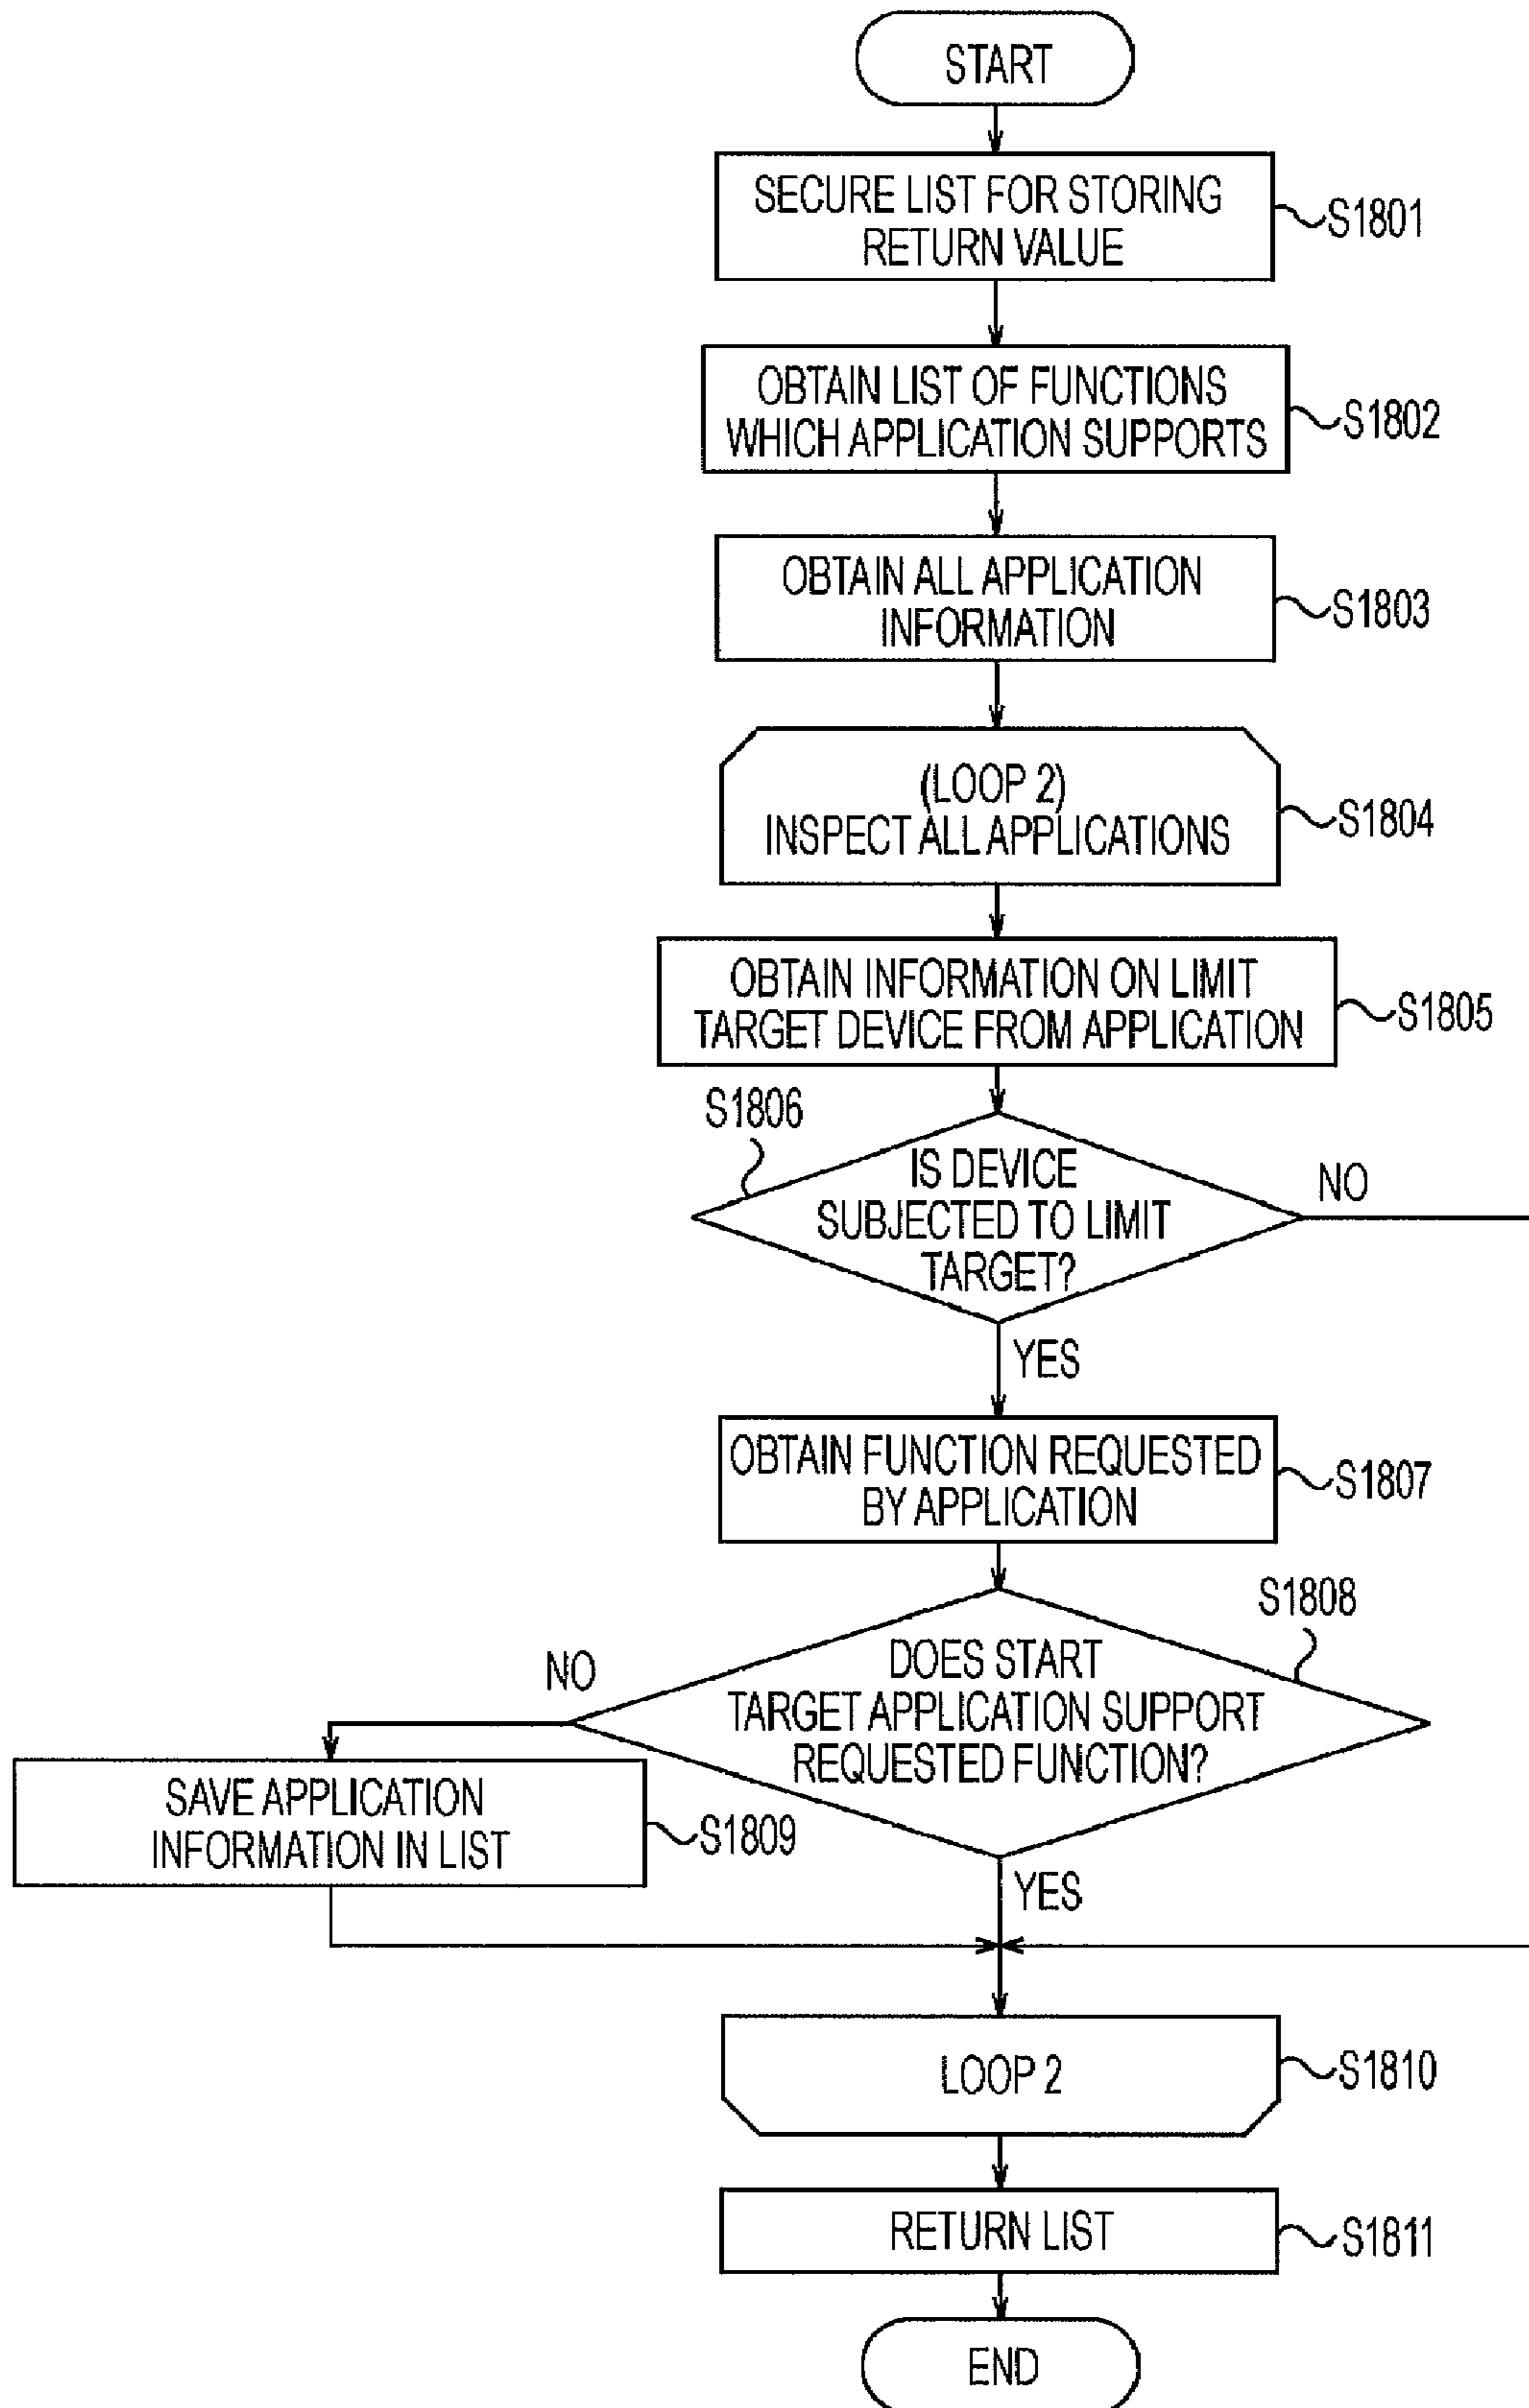 START
SECURE LIST FOR STORING
RETURN VALUE
S1801
OBTAIN LIST OF FUNCTIONS
WHICH APPLICATION SUPPORTS
S1802
OBTAIN ALL APPLICATION
INFORMATION
S1803
(LOOP 2)
INSPECT ALL APPLICATIONS
S1804
OBTAIN INFORMATION ON LIMIT
TARGET DEVICE FROM APPLICATION
S1805
S1806
IS DEVICE
SUBJECTED TO LIMIT
TARGET?
NO
YES
OBTAIN FUNCTION REQUESTED
BY APPLICATION
S1807
S1808
DOES START
TARGET APPLICATION SUPPORT
REQUESTED FUNCTION?
NO
SAVE APPLICATION
INFORMATION IN LIST
S1809
YES
LOOP 2
S1810
RETURN LIST
S1811
END